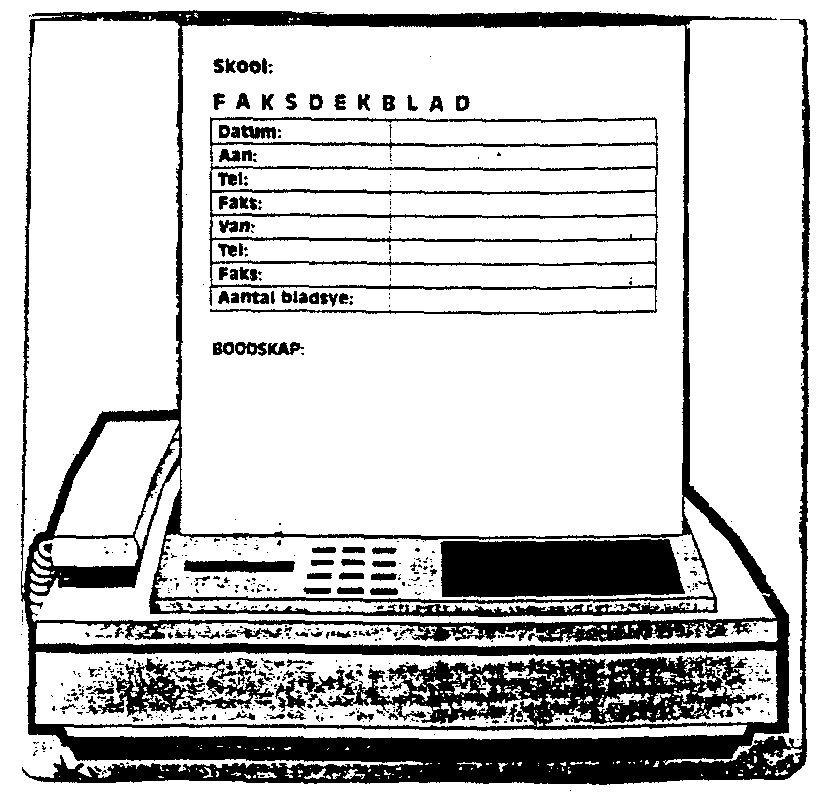 Skool:
FAKSDEKBLAD
Datum:
Aan:
Tel:
Faks:
Van:
Tel:
Faks:
Aantal bladsye:
BOODSKAP: